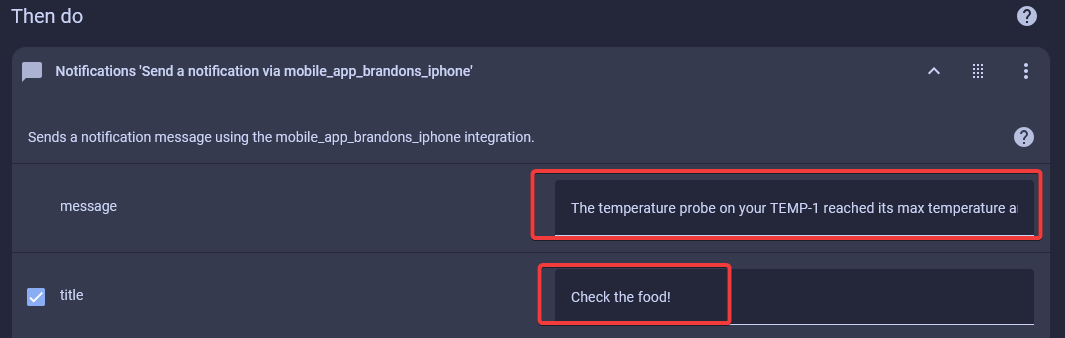 Then do
Notifications 'Send a notification via mobile_app_brandons_iphone'
Sends a notification message using the mobile_app_brandons_iphone integration.
message
The temperature probe on your TEMP-1 reached its max temperature
title
Check the food!